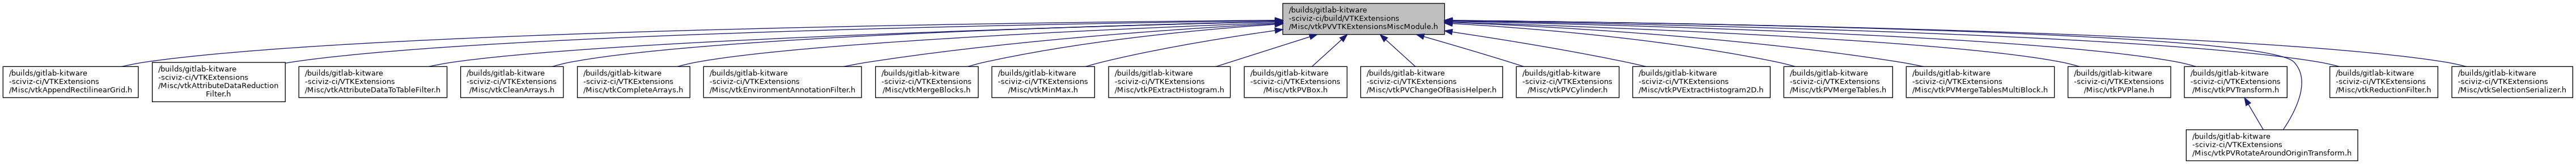 /builds/gitlab-kitware
-sciviz-ci/build/VTKExtensions
/Misc/vtkPVVTKExtensionsMiscModule.h
/builds/gitlab-kitware
-sciviz-ci/VTKExtensions
/Misc/vtkAppendRectilinearGrid.h
/builds/gitlab-kitware
-sciviz-ci/VTKExtensions
/Misc/vtkAttributeDataReduction
Filter.h
/builds/gitlab-kitware
-sciviz-ci/VTKExtensions
/Misc/vtkAttributeDataToTableFilter.h
/builds/gitlab-kitware
-sciviz-ci/VTKExtensions
/Misc/vtkCleanArrays.h
/builds/gitlab-kitware
-sciviz-ci/VTKExtensions
/Misc/vtkCompleteArrays.h
/builds/gitlab-kitware
-sciviz-ci/VTKExtensions
/Misc/vtkEnvironmentAnnotationFilter.h
/builds/gitlab-kitware
-sciviz-ci/VTKExtensions
/Misc/vtkMergeBlocks.h
/builds/gitlab-kitware
-sciviz-ci/VTKExtensions
/Misc/vtkMinMax.h
/builds/gitlab-kitware
-sciviz-ci/VTKExtensions
/Misc/vtkPExtractHistogram.h
/builds/gitlab-kitware
-sciviz-ci/VTKExtensions
/Misc/vtkPVBox.h
/builds/gitlab-kitware
-sciviz-ci/VTKExtensions
/Misc/vtkPVChangeOfBasisHelper.h
/builds/gitlab-kitware
-sciviz-ci/VTKExtensions
/Misc/vtkPVCylinder.h
/builds/gitlab-kitware
-sciviz-ci/VTKExtensions
/Misc/vtkPVExtractHistogram2D.h
/builds/gitlab-kitware
-sciviz-ci/VTKExtensions
/Misc/vtkPVMergeTables.h
/builds/gitlab-kitware
-sciviz-ci/VTKExtensions
/Misc/vtkPVMergeTablesMultiBlock.h
/builds/gitlab-kitware
-sciviz-ci/VTKExtensions
/Misc/vtkPVPlane.h
/builds/gitlab-kitware
-sciviz-ci/VTKExtensions
/Misc/vtkPVTransform.h
/builds/gitlab-kitware
-sciviz-ci/VTKExtensions
/Misc/vtkReductionFilter.h
/builds/gitlab-kitware
-sciviz-ci/VTKExtensions
/Misc/vtkSelectionSerializer.h
/builds/gitlab-kitware
-sciviz-ci/VTKExtensions
/Misc/vtkPVRotateAroundOriginTransform.h